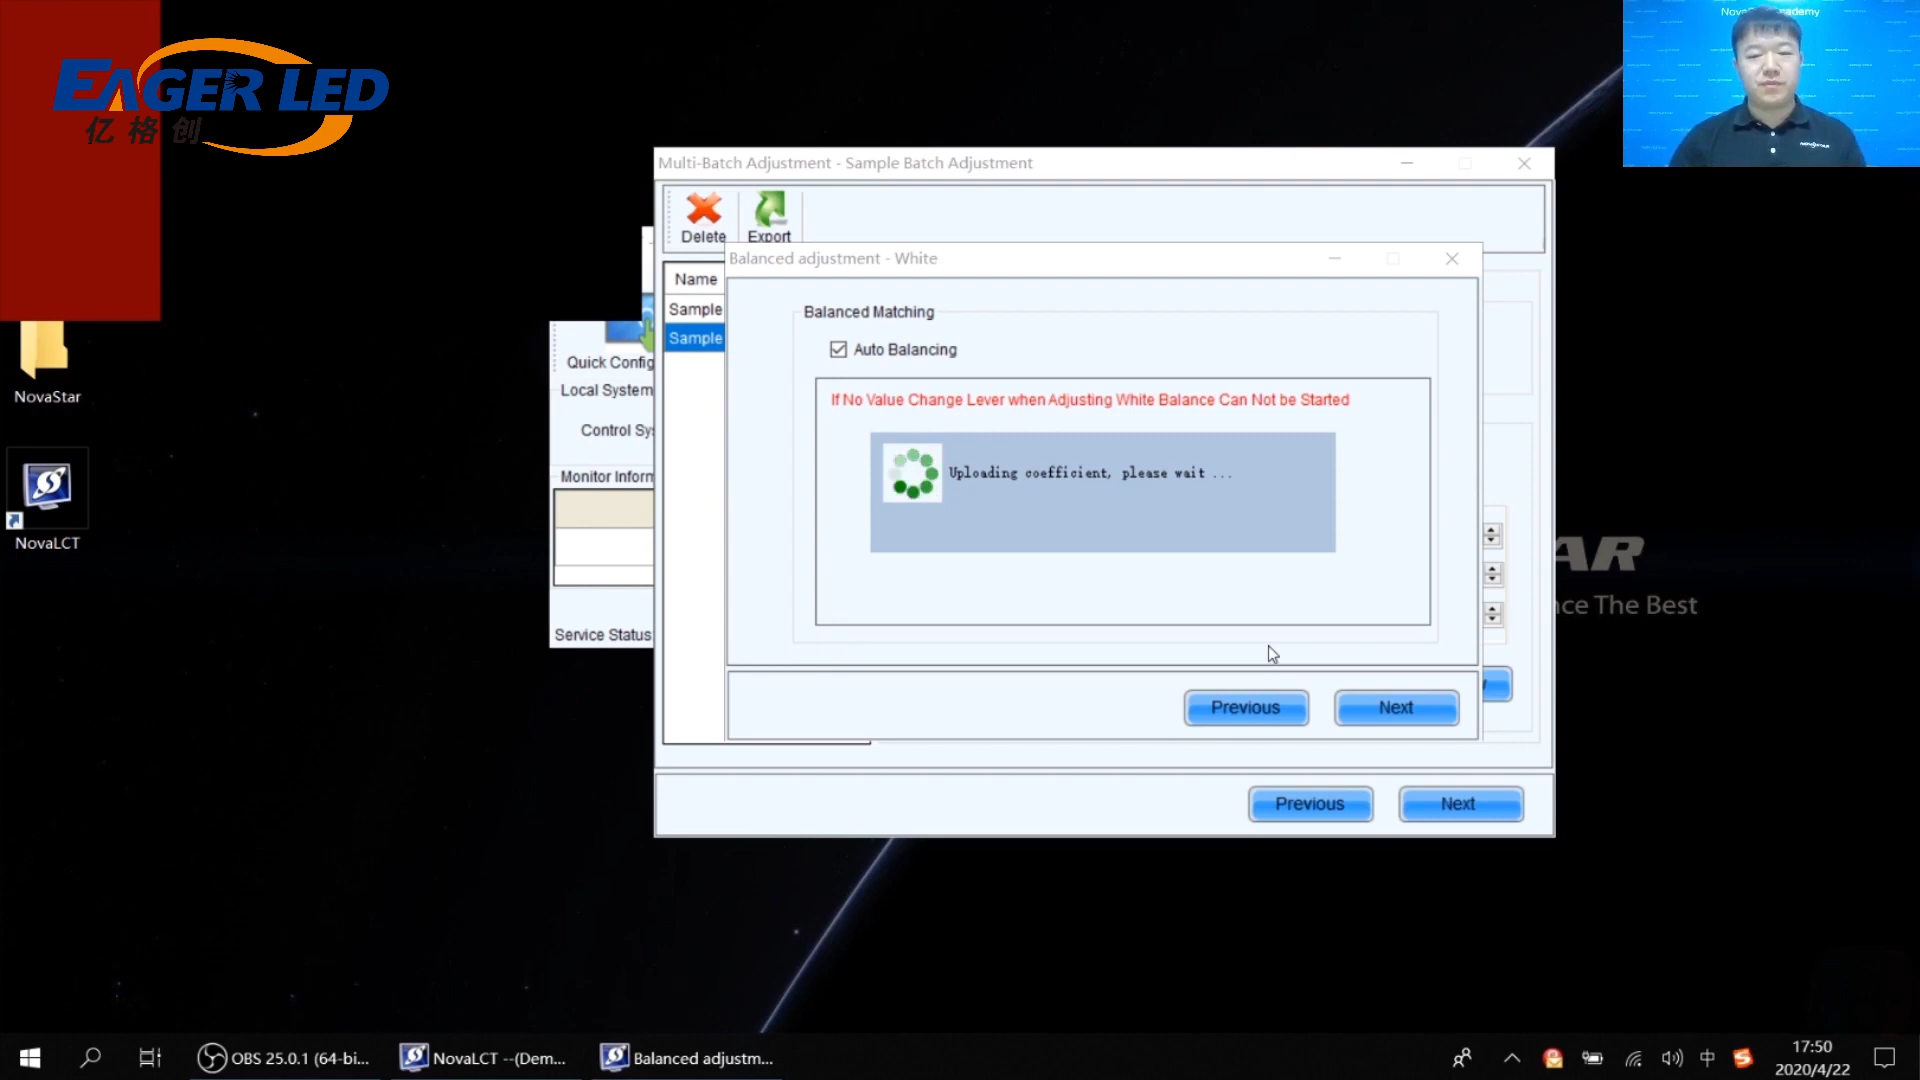 EAGER LED
亿格创
Multi-Batch Adjustment - Sample Batch Adjustment
Delete
Export
Balanced adjustment - White
Name
Sample
Sample
Balanced Matching
Auto Balancing
If No Value Change Lever when Adjusting White Balance Can Not be Started
Uploading coefficient, please wait ...
Previous
Next
Previous
Next
Quick Config
Local System
Control Sy
Monitor Inform
Service Status
NovaStar
NovaLCT
AR
nce The Best
OBS 25.0.1 (64-bi...
NovaLCT --(Dem...
Balanced adjustm...
中
17:50
2020/4/22